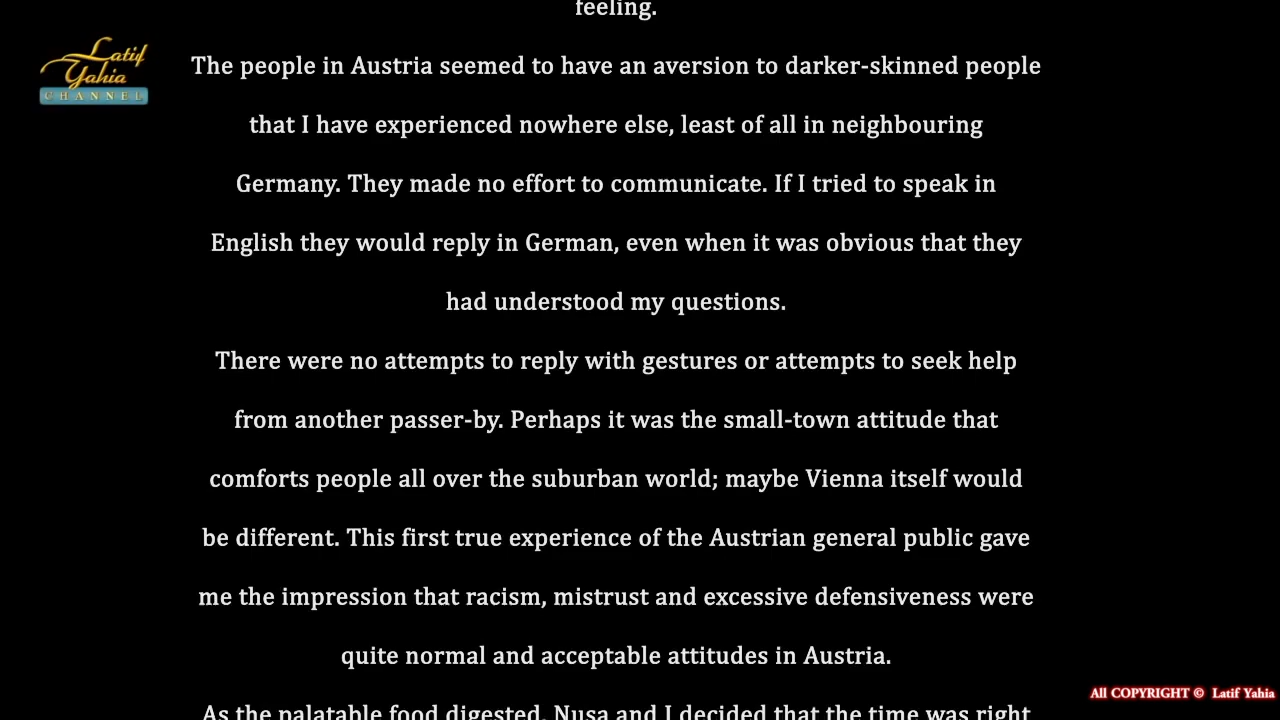 feeling.
Latif
Yahia
CHANNEL
The people in Austria seemed to have an aversion to darker-skinned people
that I have experienced nowhere else, least of all in neighbouring
Germany. They made no effort to communicate. If I tried to speak in
English they would reply in German, even when it was obvious that they
had understood my questions.
There were no attempts to reply with gestures or attempts to seek help
from another passer-by. Perhaps it was the small-town attitude that
comforts people all over the suburban world; maybe Vienna itself would
be different. This first true experience of the Austrian general public gave
me the impression that racism, mistrust and excessive defensiveness were
quite normal and acceptable attitudes in Austria.
All COPYRIGHT © Latif Yahia
As the palatable food digested, Nusa and I decided that the time was right